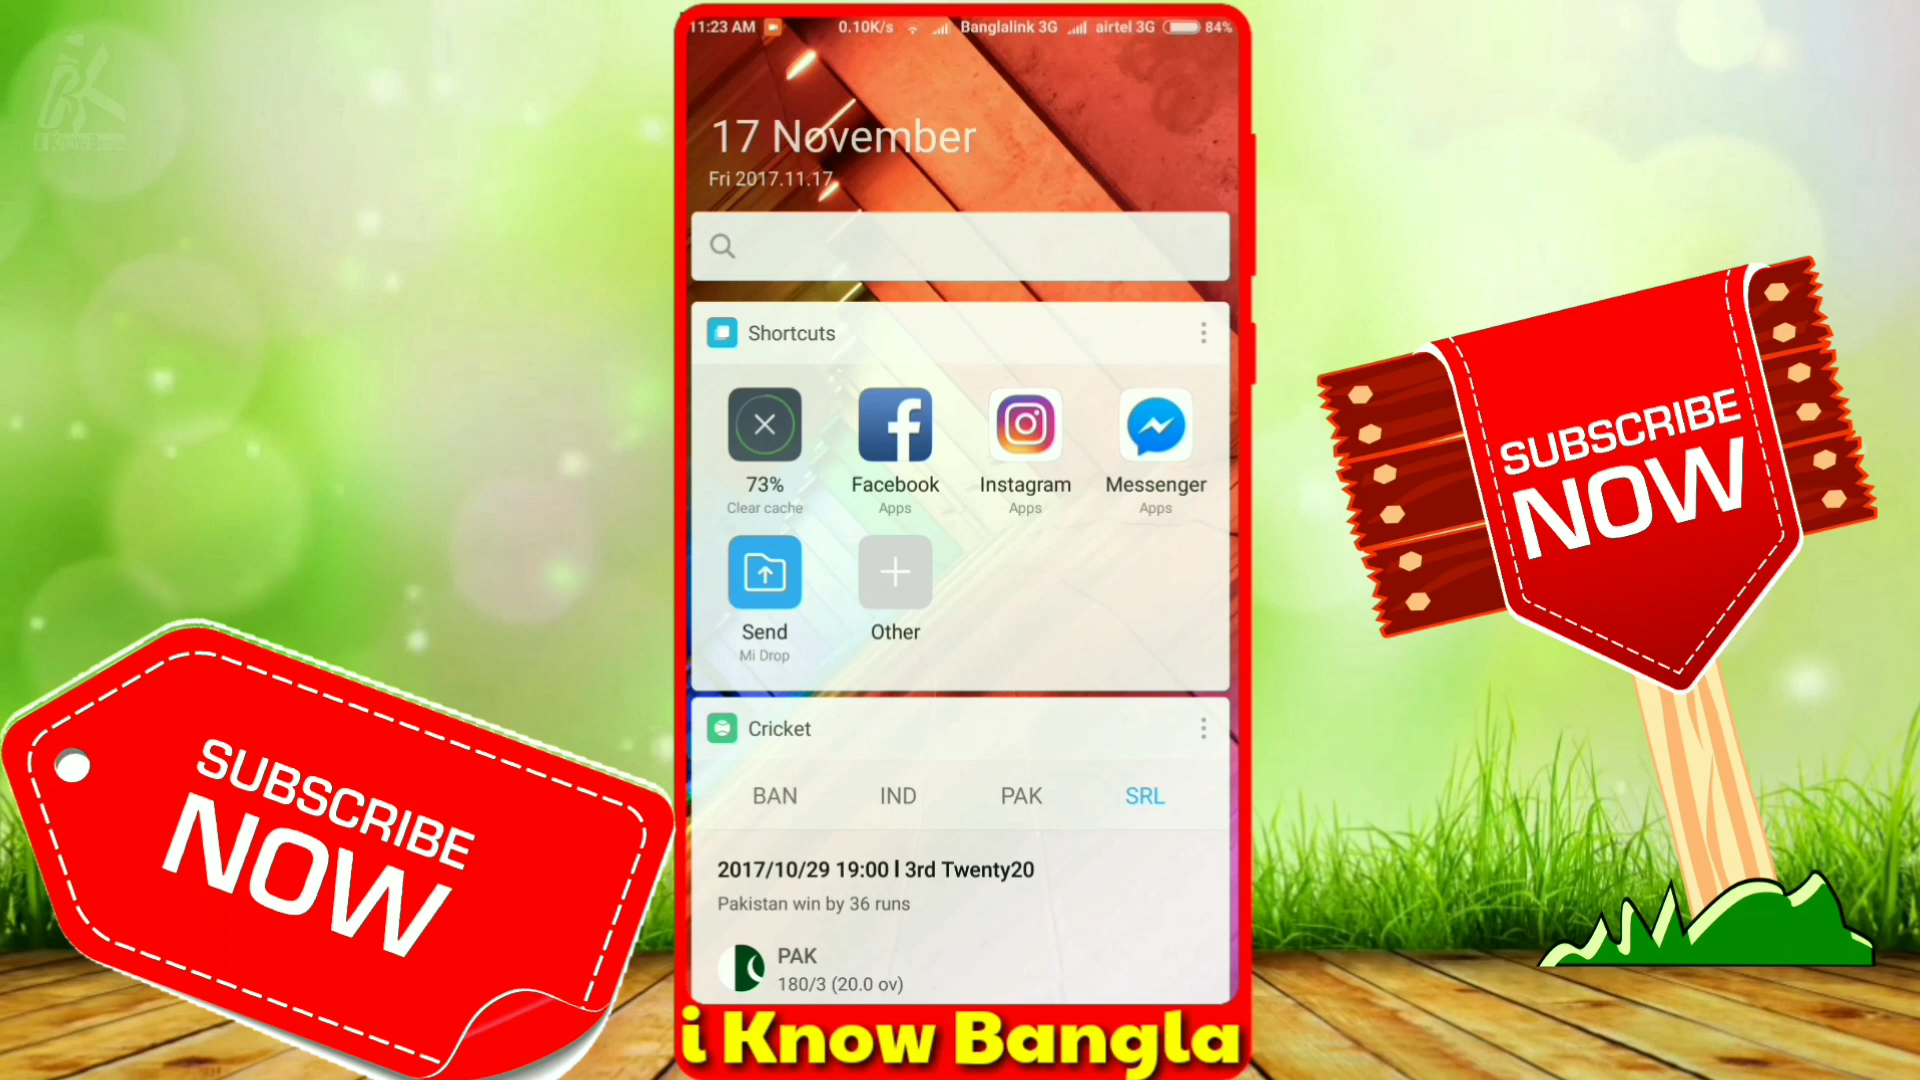 i Know Bangla
11:23 AM 0.10K/s Banglalink 3G airtel 3G 84%
17 November
Fri 2017.11.17
Shortcuts
73%
Clear cache
Facebook
Apps
Instagram
Apps
Messenger
Apps
Send
Mi Drop
Other
Cricket
BAN IND PAK SRL
2017/10/29 19:00 | 3rd Twenty20
Pakistan win by 36 runs
PAK
180/3 (20.0 ov)
SUBSCRIBE
NOW
SUBSCRIBE
NOW
i Know Bangla